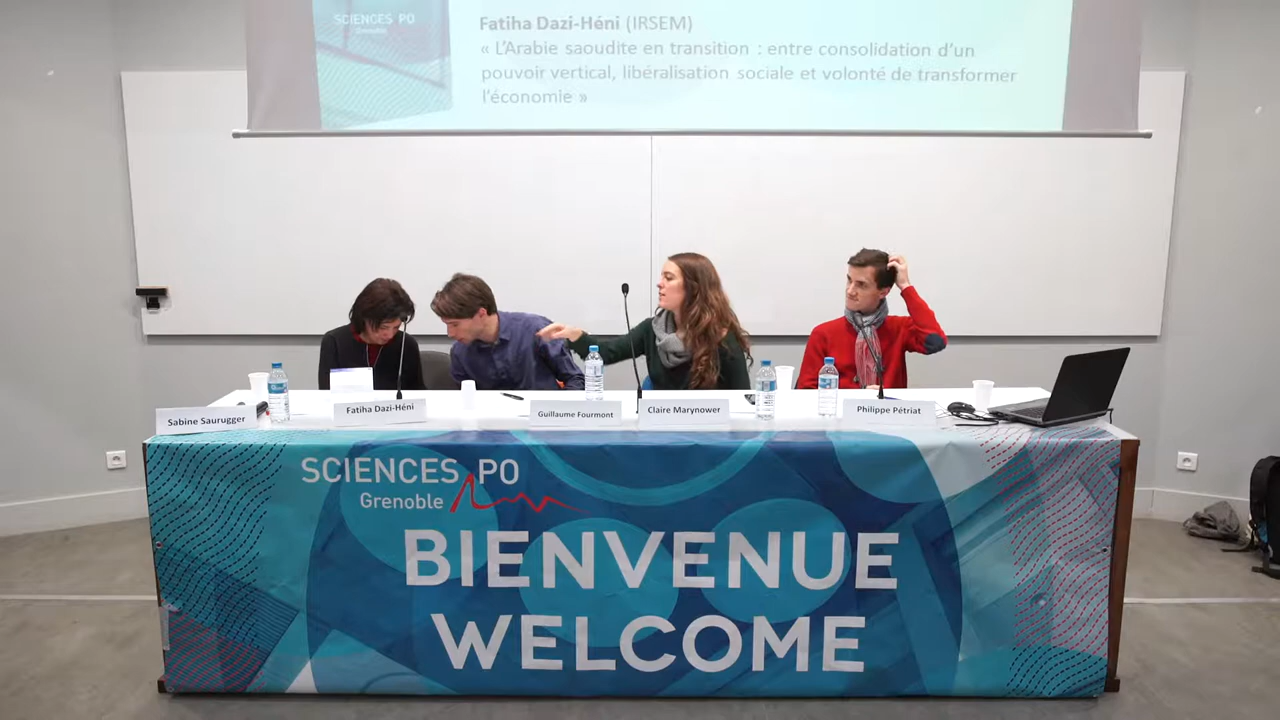 SCIENCES PO
Grenoble
Fatiha Dazi-Héni (IRSEM)
« L’Arabie saoudite en transition : entre consolidation d’un
pouvoir vertical, libéralisation sociale et volonté de transformer
l’économie »
Sabine Saurugger
Fatiha Dazi-Héni
Guillaume Fourmont
Claire Marynower
Philippe Pétriat
SCIENCES PO
Grenoble
BIENVENUE
WELCOME